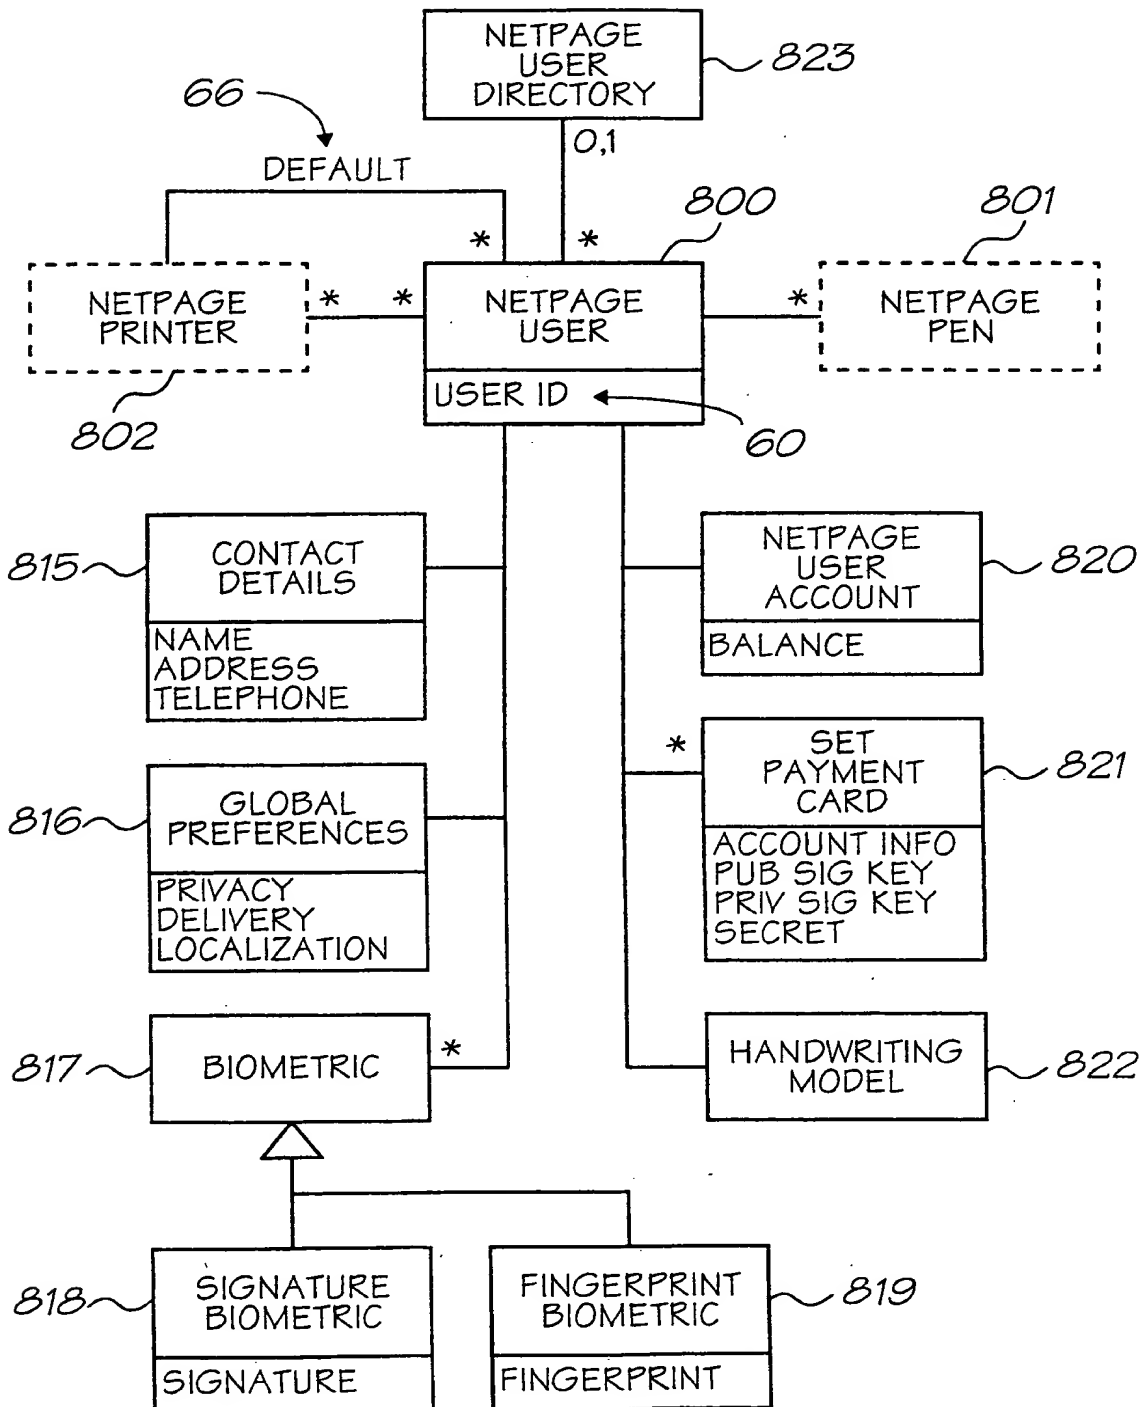 NETPAGE
USER
DIRECTORY
823
66
0,1
DEFAULT
800
801
*
*
NETPAGE
PRINTER
*
*
NETPAGE
USER
*
NETPAGE
PEN
802
USER ID
60
815
CONTACT
DETAILS
NAME
ADDRESS
TELEPHONE
NETPAGE
USER
ACCOUNT
820
BALANCE
816
GLOBAL
PREFERENCES
PRIVACY
DELIVERY
LOCALIZATION
*
SET
PAYMENT
CARD
821
ACCOUNT INFO
PUB SIG KEY
PRIV SIG KEY
SECRET
817
BIOMETRIC
*
HANDWRITING
MODEL
822
818
SIGNATURE
BIOMETRIC
SIGNATURE
FINGERPRINT
BIOMETRIC
819
FINGERPRINT